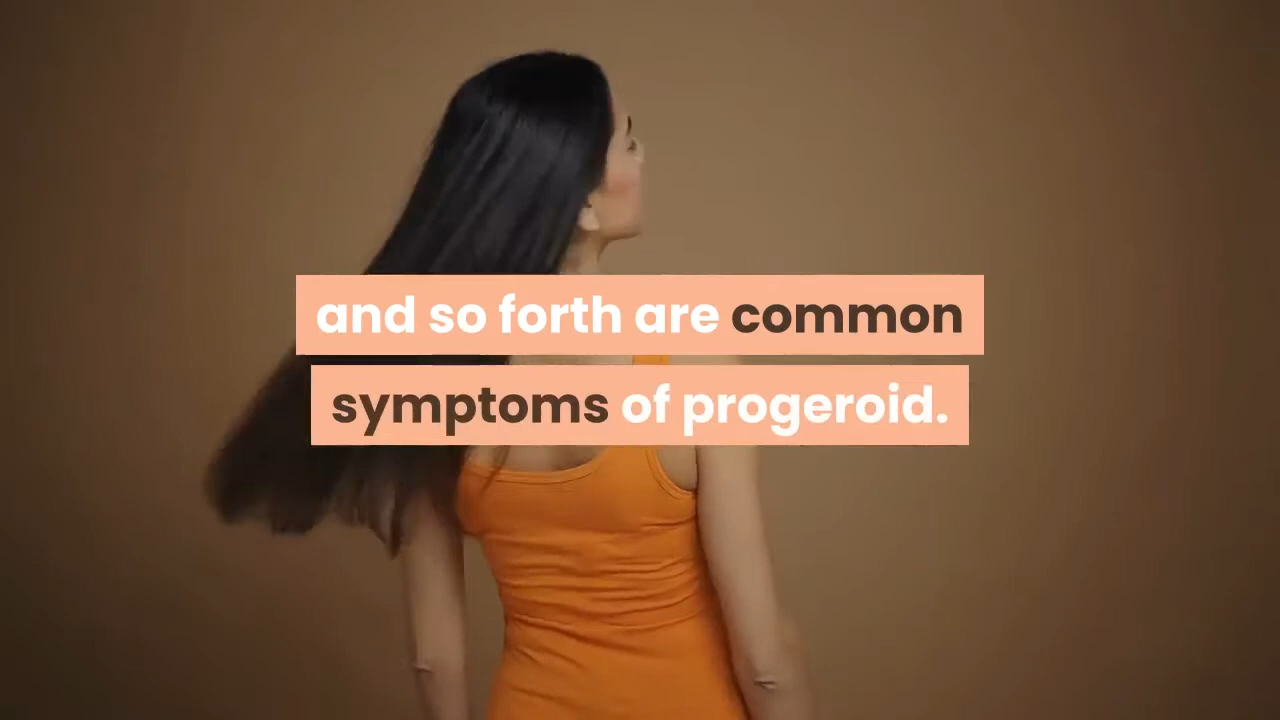 and so forth are common
symptoms of progeroid.